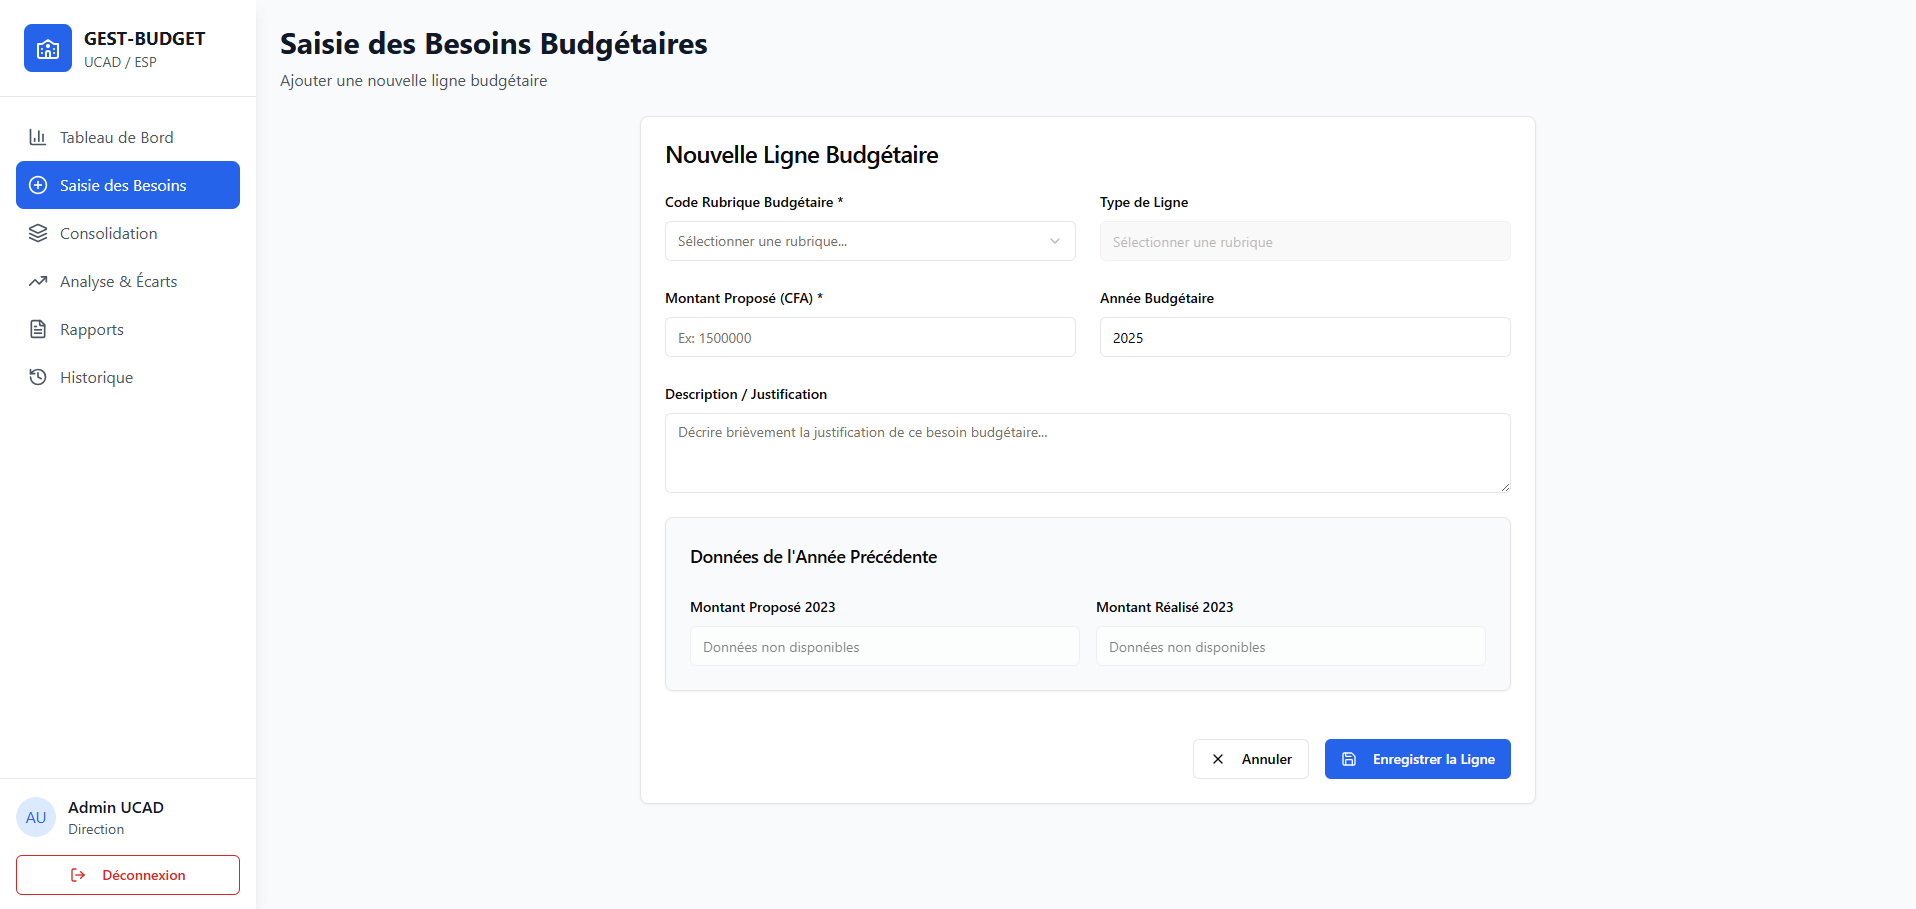 GEST-BUDGET
UCAD / ESP
Tableau de Bord
Saisie des Besoins
Consolidation
Analyse & Écarts
Rapports
Historique
AU
Admin UCAD
Direction
Déconnexion
Saisie des Besoins Budgétaires
Ajouter une nouvelle ligne budgétaire
Nouvelle Ligne Budgétaire
Code Rubrique Budgétaire *
Sélectionner une rubrique...
Type de Ligne
Sélectionner une rubrique
Montant Proposé (CFA) *
Ex: 1500000
Année Budgétaire
2025
Description / Justification
Décrire brièvement la justification de ce besoin budgétaire...
Données de l'Année Précédente
Montant Proposé 2023
Données non disponibles
Montant Réalisé 2023
Données non disponibles
Annuler
Enregistrer la Ligne